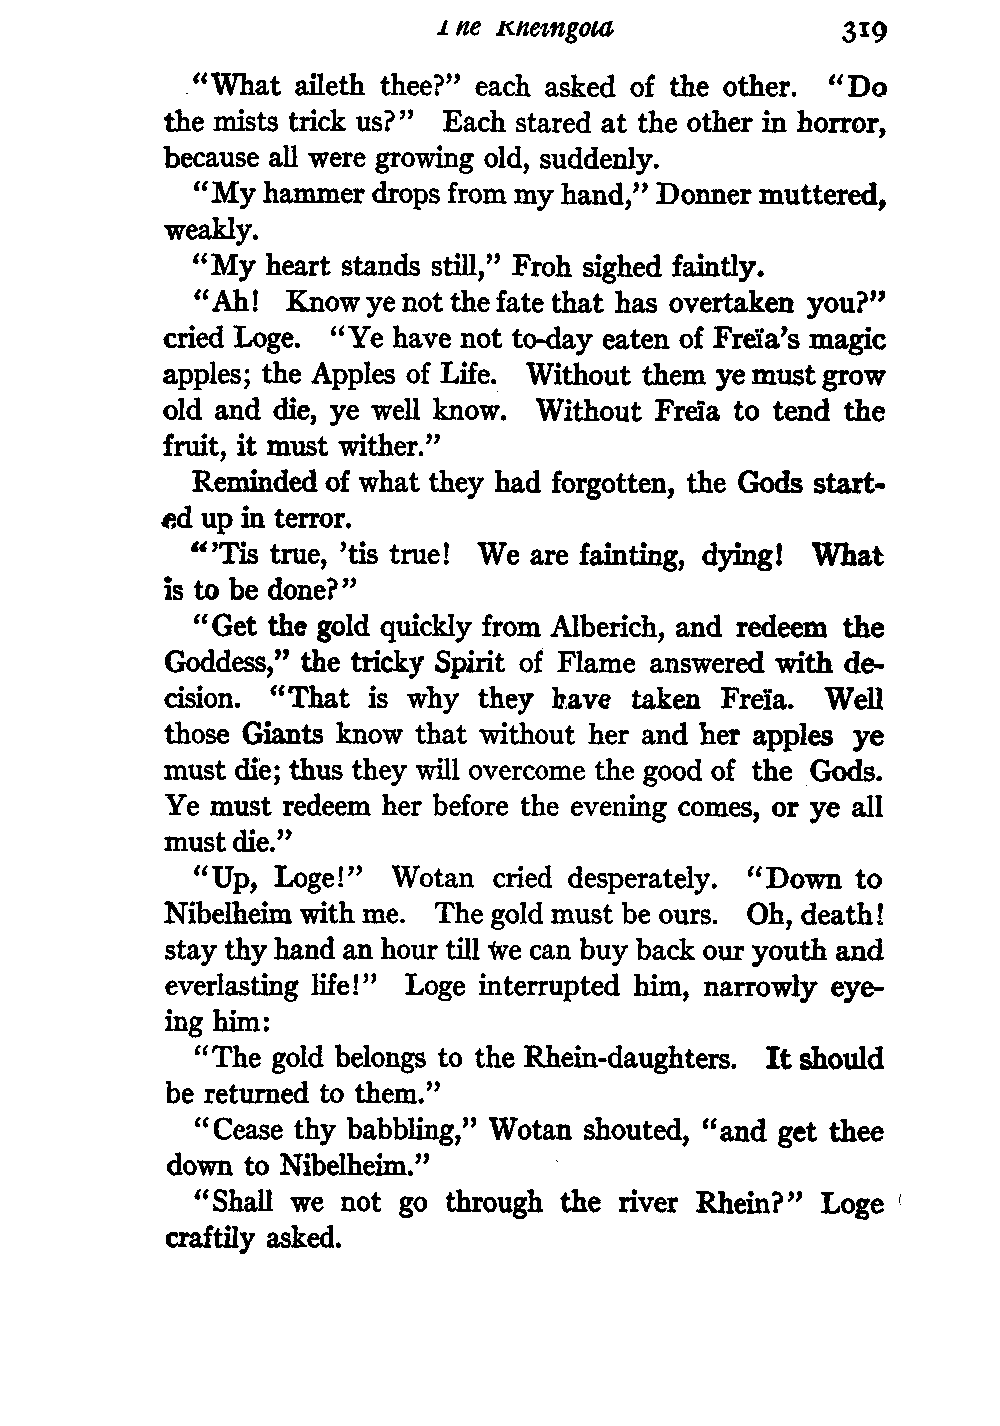 The Rheingold 319
"What aileth thee?" each asked of the other. "Do
the mists trick us?" Each stared at the other in horror,
because all were growing old, suddenly.
"My hammer drops from my hand," Donner muttered,
weakly.
"My heart stands still," Froh sighed faintly.
"Ah! Know ye not the fate that has overtaken you?"
cried Loge. "Ye have not to-day eaten of Freïa's magic
apples; the Apples of Life. Without them ye must grow
old and die, ye well know. Without Freïa to tend the
fruit, it must wither."
Reminded of what they had forgotten, the Gods start-
ed up in terror.
"'Tis true, 'tis true! We are fainting, dying! What
is to be done?"
"Get the gold quickly from Alberich, and redeem the
Goddess," the tricky Spirit of Flame answered with de-
cision. "That is why they have taken Freïa. Well
those Giants know that without her and her apples ye
must die; thus they will overcome the good of the Gods.
Ye must redeem her before the evening comes, or ye all
must die."
"Up, Loge!" Wotan cried desperately. "Down to
Nibelheim with me. The gold must be ours. Oh, death!
stay thy hand an hour till we can buy back our youth and
everlasting life!" Loge interrupted him, narrowly eye-
ing him:
"The gold belongs to the Rhein-daughters. It should
be returned to them."
"Cease thy babbling," Wotan shouted, "and get thee
down to Nibelheim."
"Shall we not go through the river Rhein?" Loge
craftily asked.